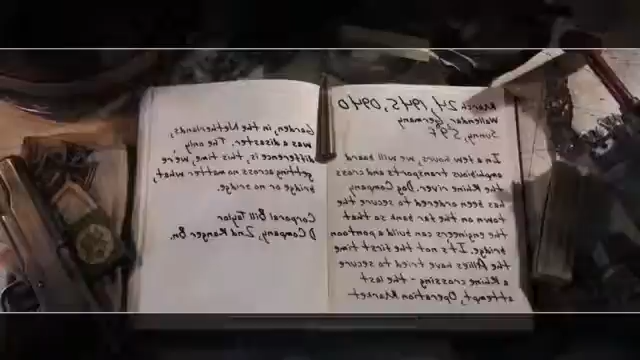 March 24, 1945, 0940
Wallendar, Germany
Sunny, 59 F
In a few hours, we will board
amphibious transports and cross
the Rhine river. Dog Company
has been ordered to secure the
town on the far bank so that
the engineers can build a pontoon
bridge. It's not the first time
the Allies have tried to secure
a Rhine crossing - the last
attempt, Operation Market
Garden, in the Netherlands,
was a disaster. The only
difference is, this time, we're
getting across no matter what,
bridge or no bridge.
Corporal Bill Taylor
D Company, 2nd Ranger Bn.